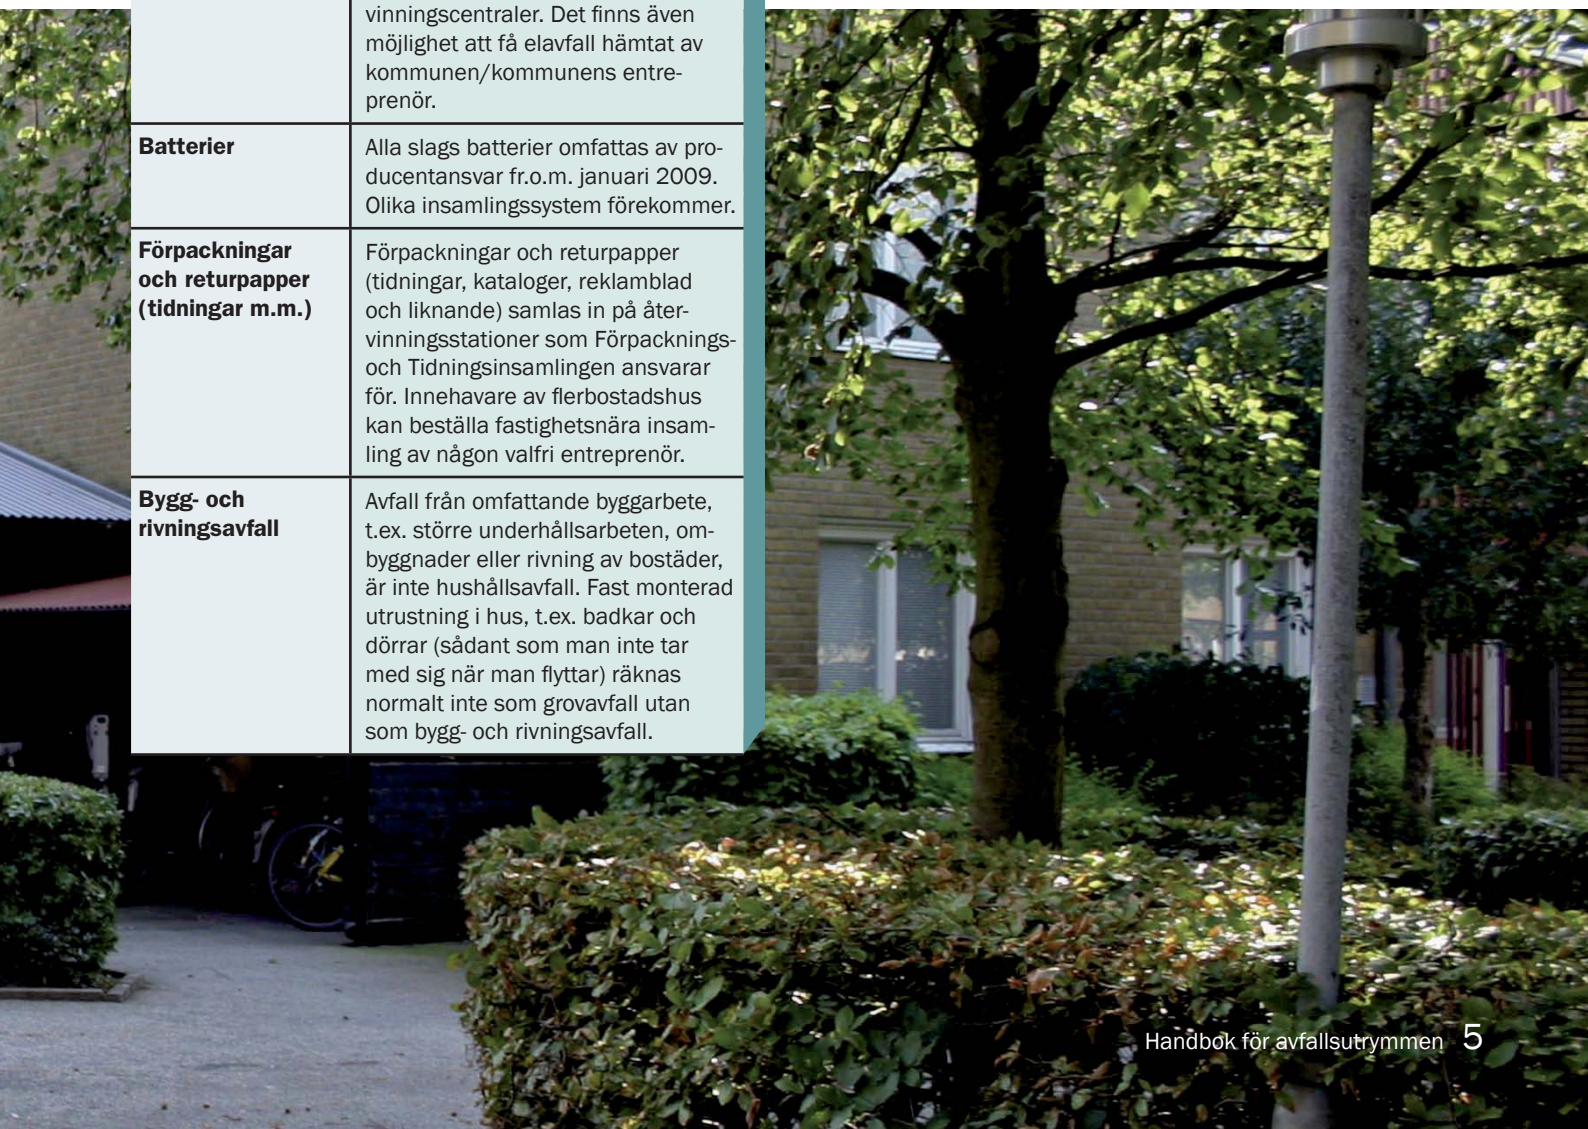 vinningscentraler. Det finns även
möjlighet att få elavfall hämtat av
kommunen/kommunens entre-
prenör.
Batterier
Alla slags batterier omfattas av pro-
ducentansvar fr.o.m. januari 2009.
Olika insamlingssystem förekommer.
Förpackningar
och returpapper
(tidningar m.m.)
Förpackningar och returpapper
(tidningar, kataloger, reklamblad
och liknande) samlas in på åter-
vinningsstationer som Förpacknings-
och Tidningsinsamlingen ansvarar
för. Innehavare av flerbostadshus
kan beställa fastighetsnära insam-
ling av någon valfri entreprenör.
Bygg- och
rivningsavfall
Avfall från omfattande byggarbete,
t.ex. större underhållsarbeten, om-
byggnader eller rivning av bostäder,
är inte hushållsavfall. Fast monterad
utrustning i hus, t.ex. badkar och
dörrar (sådant som man inte tar
med sig när man flyttar) räknas
normalt inte som grovavfall utan
som bygg- och rivningsavfall.
Handbok för avfallsutrymmen 5